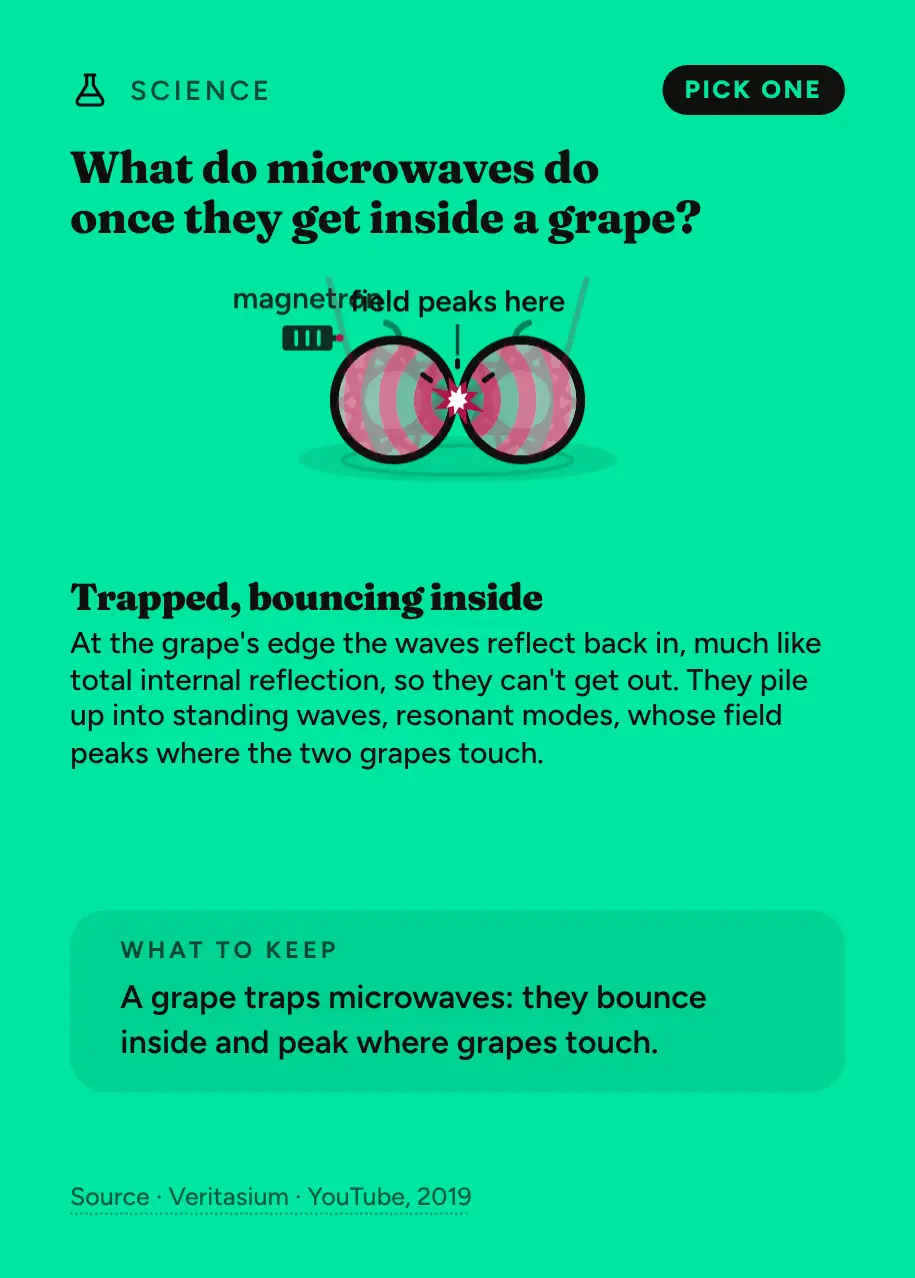 SCIENCE
PICK ONE
What do microwaves do
once they get inside a grape?
magnetron
field peaks here
Trapped, bouncing inside
At the grape's edge the waves reflect back in, much like
total internal reflection, so they can't get out. They pile
up into standing waves, resonant modes, whose field
peaks where the two grapes touch.
WHAT TO KEEP
A grape traps microwaves: they bounce
inside and peak where grapes touch.
Source · Veritasium · YouTube, 2019